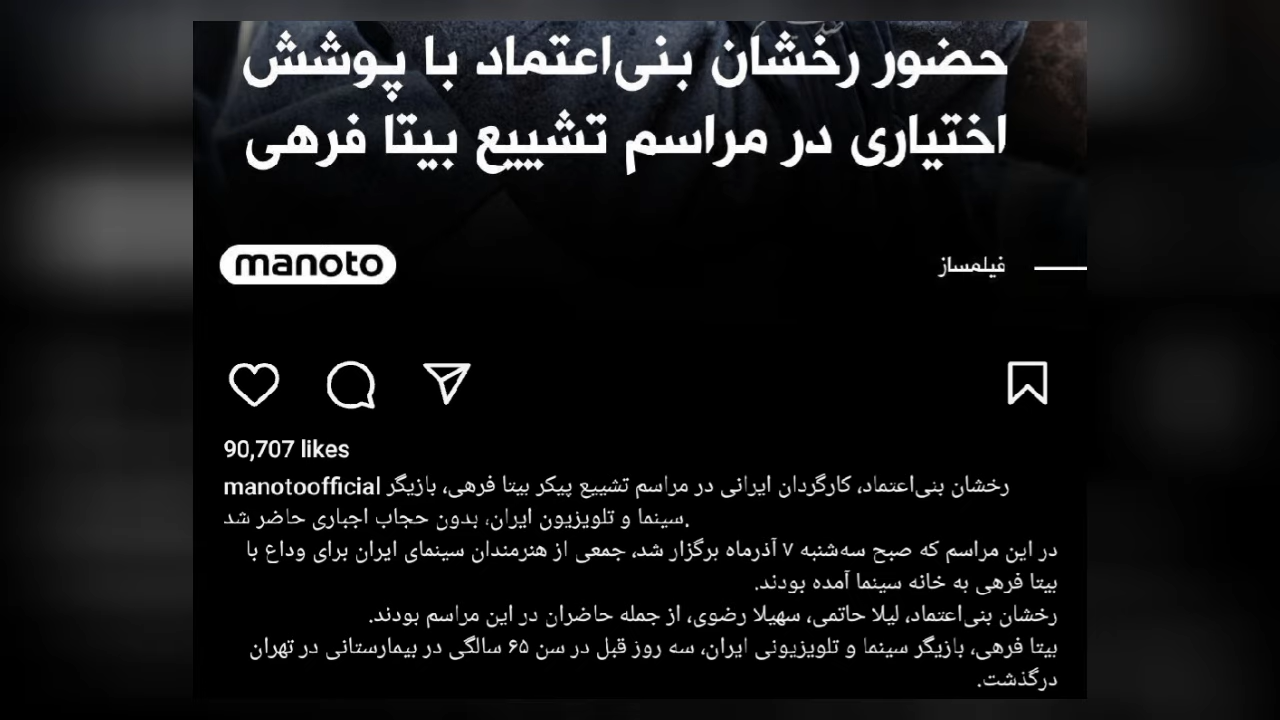 حضور رخشان بنی‌اعتماد با پوشش
اختیاری در مراسم تشییع بیتا فرهی
manoto
فیلمساز
90,707 likes
manotoofficial رخشان بنی‌اعتماد، کارگردان ایرانی در مراسم تشییع پیکر بیتا فرهی، بازیگر
سینما و تلویزیون ایران، بدون حجاب اجباری حاضر شد.
در این مراسم که صبح سه‌شنبه ۷ آذرماه برگزار شد، جمعی از هنرمندان سینمای ایران برای وداع با
بیتا فرهی به خانه سینما آمده بودند.
رخشان بنی‌اعتماد، لیلا حاتمی، سهیلا رضوی، از جمله حاضران در این مراسم بودند.
بیتا فرهی، بازیگر سینما و تلویزیونی ایران، سه روز قبل در سن ۶۵ سالگی در بیمارستانی در تهران
درگذشت.